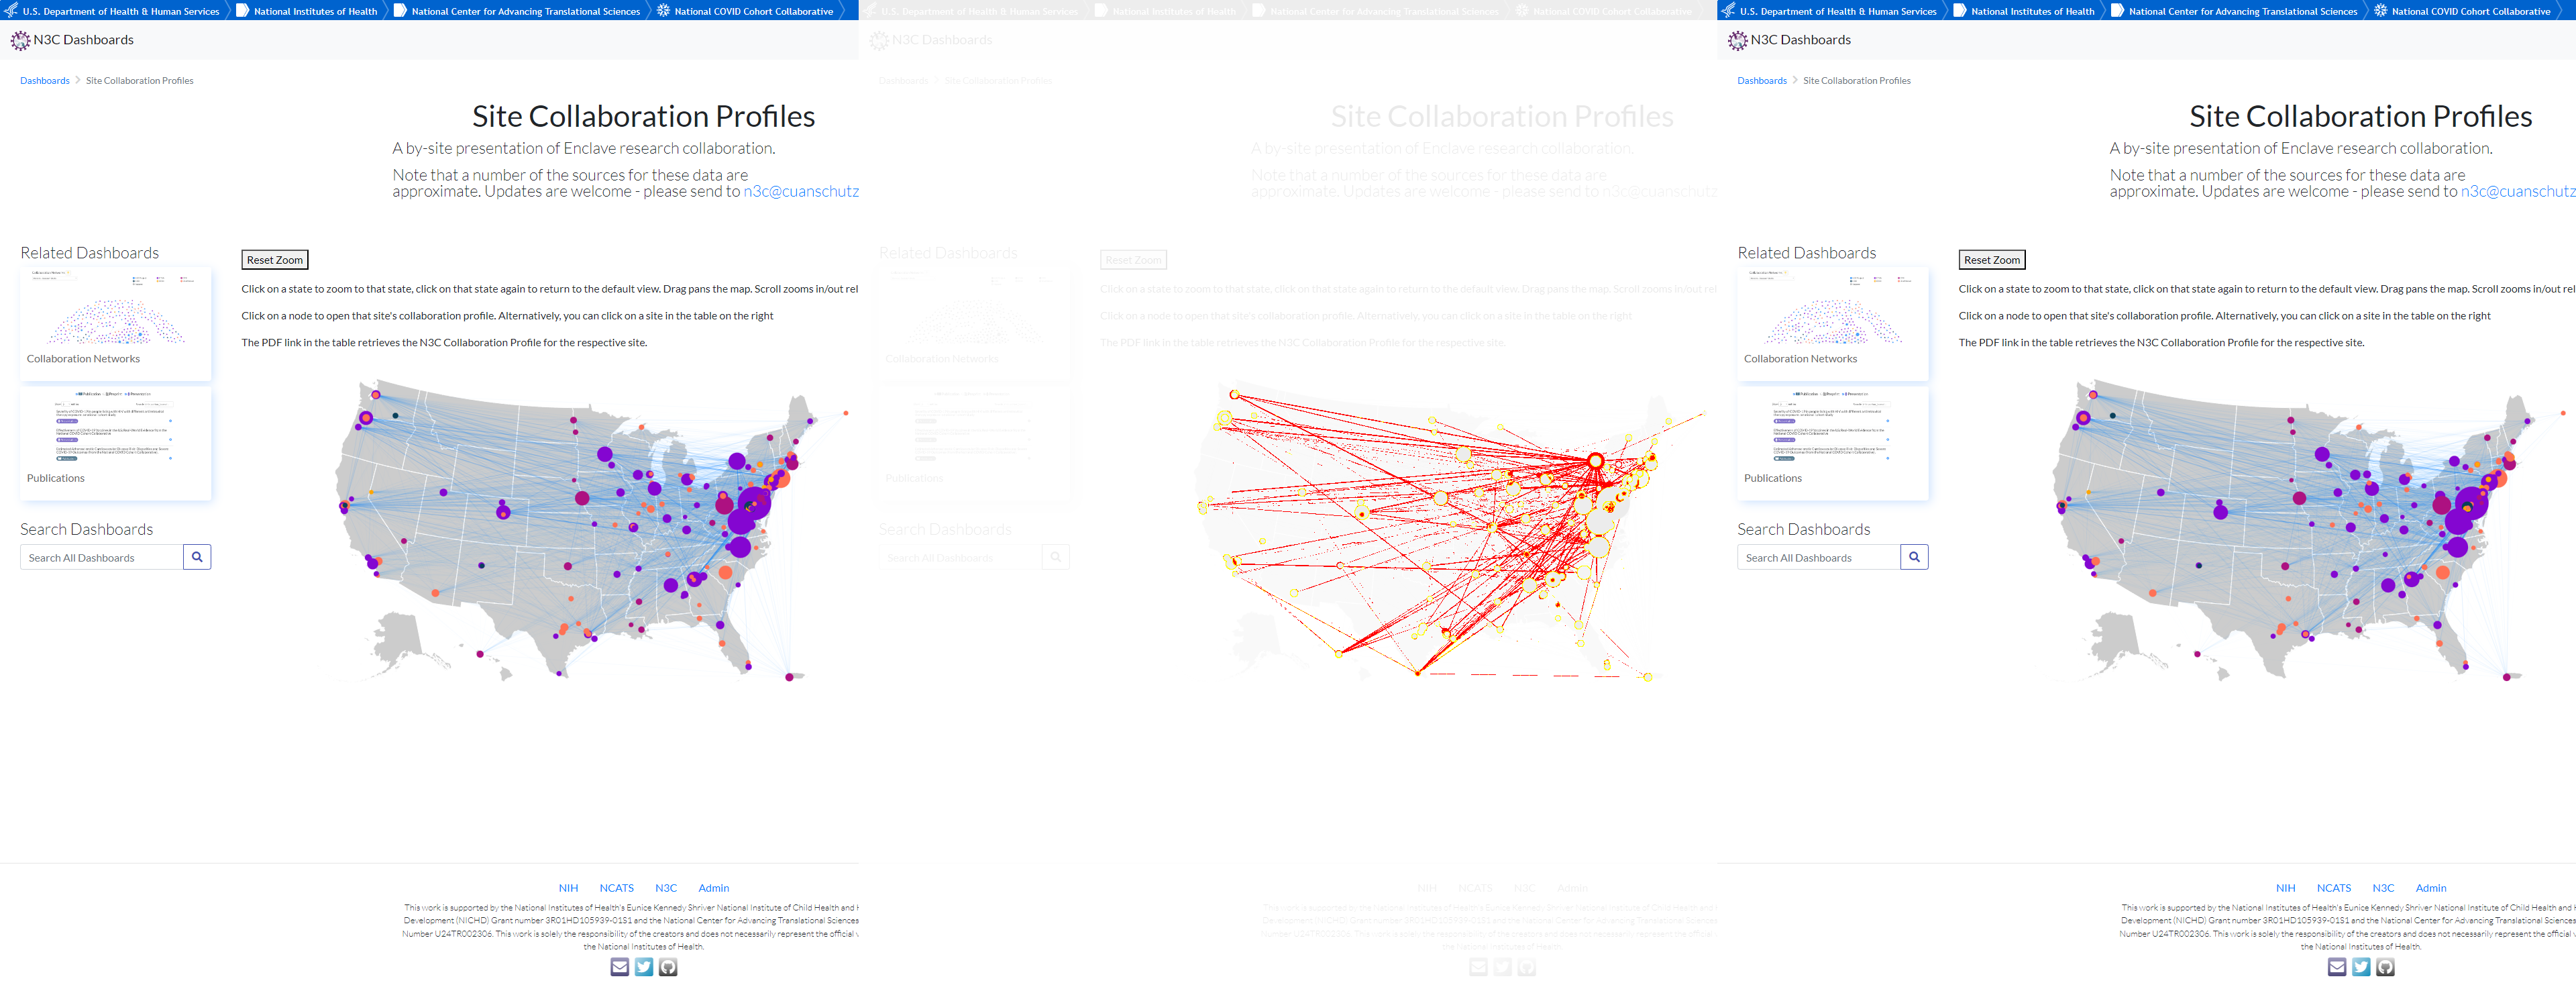 U.S. Department of Health & Human Services National Institutes of Health National Center for Advancing Translational Sciences National COVID Cohort Collaborative
N3C Dashboards
Dashboards Site Collaboration Profiles
Site Collaboration Profiles
A by-site presentation of Enclave research collaboration.
Note that a number of the sources for these data are
approximate. Updates are welcome - please send to n3c@cuanschutz
Related Dashboards
Collaboration Networks
Publications
Search Dashboards
Search All Dashboards
Reset Zoom
Click on a state to zoom to that state, click on that state again to return to the default view. Drag pans the map. Scroll zooms in/out rel
Click on a node to open that site's collaboration profile. Alternatively, you can click on a site in the table on the right
The PDF link in the table retrieves the N3C Collaboration Profile for the respective site.
NIH NCATS N3C Admin
This work is supported by the National Institutes of Health's Eunice Kennedy Shriver National Institute of Child Health and H
Development (NICHD) Grant number 3R01HD105939-01S1 and the National Center for Advancing Translational Sciences
Number U24TR002306. This work is solely the responsibility of the creators and does not necessarily represent the official v
the National Institutes of Health.
U.S. Department of Health & Human Services National Institutes of Health National Center for Advancing Translational Sciences National COVID Cohort Collaborative
N3C Dashboards
Dashboards Site Collaboration Profiles
Site Collaboration Profiles
A by-site presentation of Enclave research collaboration.
Note that a number of the sources for these data are
approximate. Updates are welcome - please send to n3c@cuanschutz
Related Dashboards
Collaboration Networks
Publications
Search Dashboards
Search All Dashboards
Reset Zoom
Click on a state to zoom to that state, click on that state again to return to the default view. Drag pans the map. Scroll zooms in/out rel
Click on a node to open that site's collaboration profile. Alternatively, you can click on a site in the table on the right
The PDF link in the table retrieves the N3C Collaboration Profile for the respective site.
NIH NCATS N3C Admin
This work is supported by the National Institutes of Health's Eunice Kennedy Shriver National Institute of Child Health and H
Development (NICHD) Grant number 3R01HD105939-01S1 and the National Center for Advancing Translational Sciences
Number U24TR002306. This work is solely the responsibility of the creators and does not necessarily represent the official v
the National Institutes of Health.
U.S. Department of Health & Human Services National Institutes of Health National Center for Advancing Translational Sciences National COVID Cohort Collaborative
N3C Dashboards
Dashboards Site Collaboration Profiles
Site Collaboration Profiles
A by-site presentation of Enclave research collaboration.
Note that a number of the sources for these data are
approximate. Updates are welcome - please send to n3c@cuanschutz
Related Dashboards
Collaboration Networks
Publications
Search Dashboards
Search All Dashboards
Reset Zoom
Click on a state to zoom to that state, click on that state again to return to the default view. Drag pans the map. Scroll zooms in/out rel
Click on a node to open that site's collaboration profile. Alternatively, you can click on a site in the table on the right
The PDF link in the table retrieves the N3C Collaboration Profile for the respective site.
NIH NCATS N3C Admin
This work is supported by the National Institutes of Health's Eunice Kennedy Shriver National Institute of Child Health and H
Development (NICHD) Grant number 3R01HD105939-01S1 and the National Center for Advancing Translational Sciences
Number U24TR002306. This work is solely the responsibility of the creators and does not necessarily represent the official v
the National Institutes of Health.